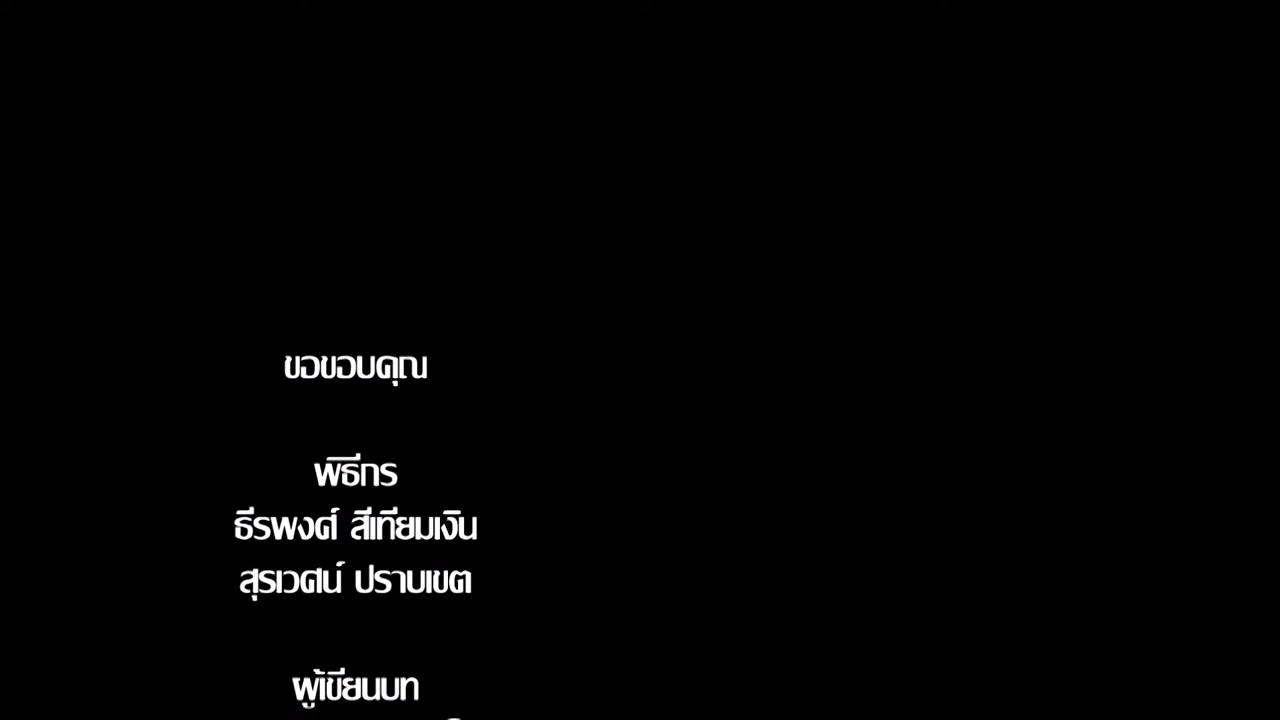 ขอขอบคุณ
พิธีกร
ธีรพงศ์ สีเทียมเงิน
สุรเวศน์ ปราบเขต
ผู้เขียนบท